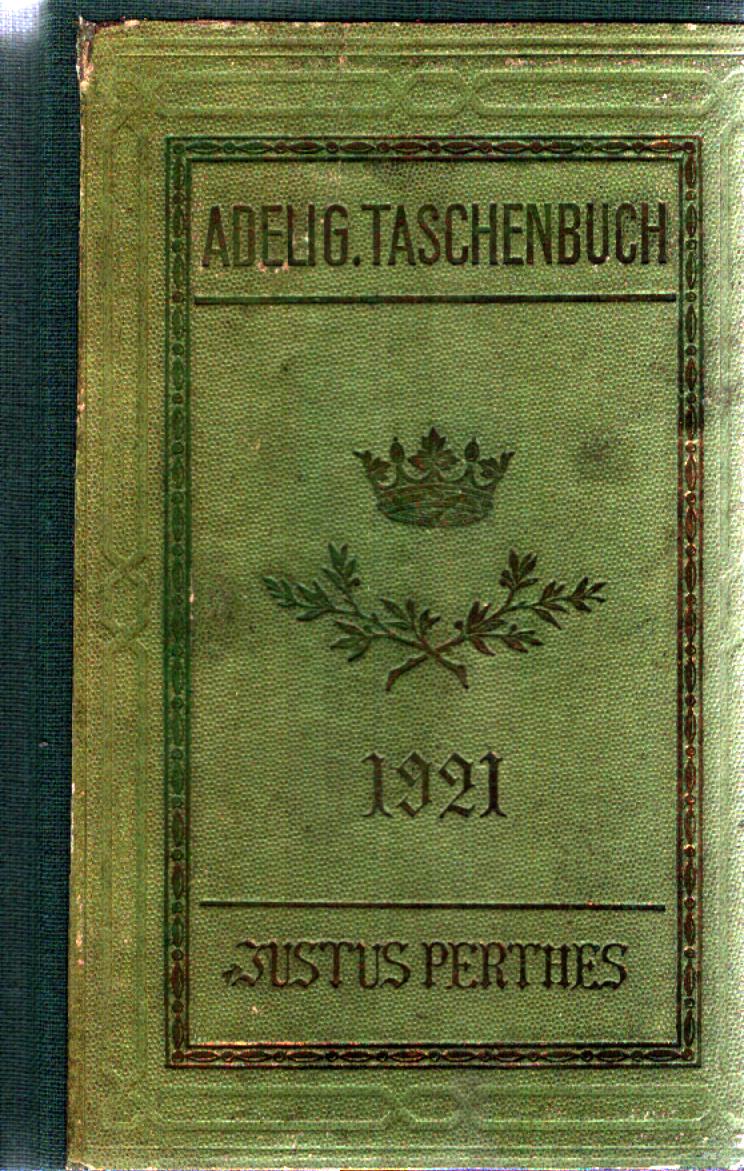 ADELIG. TASCHENBUCH
1921
JUSTUS PERTHES